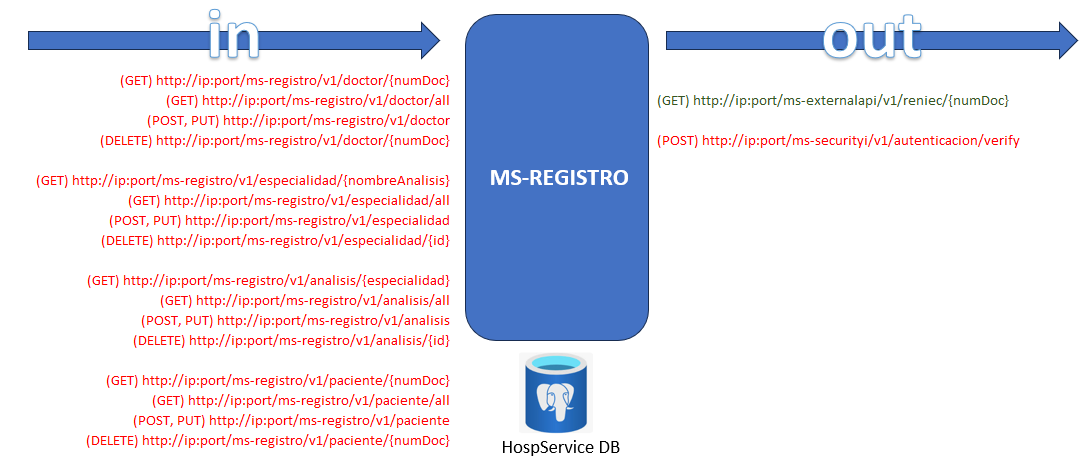 in
(GET) http://ip:port/ms-registro/v1/doctor/{numDoc}
(GET) http://ip:port/ms-registro/v1/doctor/all
(POST, PUT) http://ip:port/ms-registro/v1/doctor
(DELETE) http://ip:port/ms-registro/v1/doctor/{numDoc}
(GET) http://ip:port/ms-registro/v1/especialidad/{nombreAnalisis}
(GET) http://ip:port/ms-registro/v1/especialidad/all
(POST, PUT) http://ip:port/ms-registro/v1/especialidad
(DELETE) http://ip:port/ms-registro/v1/especialidad/{id}
(GET) http://ip:port/ms-registro/v1/analisis/{especialidad}
(GET) http://ip:port/ms-registro/v1/analisis/all
(POST, PUT) http://ip:port/ms-registro/v1/analisis
(DELETE) http://ip:port/ms-registro/v1/analisis/{id}
(GET) http://ip:port/ms-registro/v1/paciente/{numDoc}
(GET) http://ip:port/ms-registro/v1/paciente/all
(POST, PUT) http://ip:port/ms-registro/v1/paciente
(DELETE) http://ip:port/ms-registro/v1/paciente/{numDoc}
MS-REGISTRO
HospService DB
out
(GET) http://ip:port/ms-externalapi/v1/reniec/{numDoc}
(POST) http://ip:port/ms-securityi/v1/autenticacion/verify